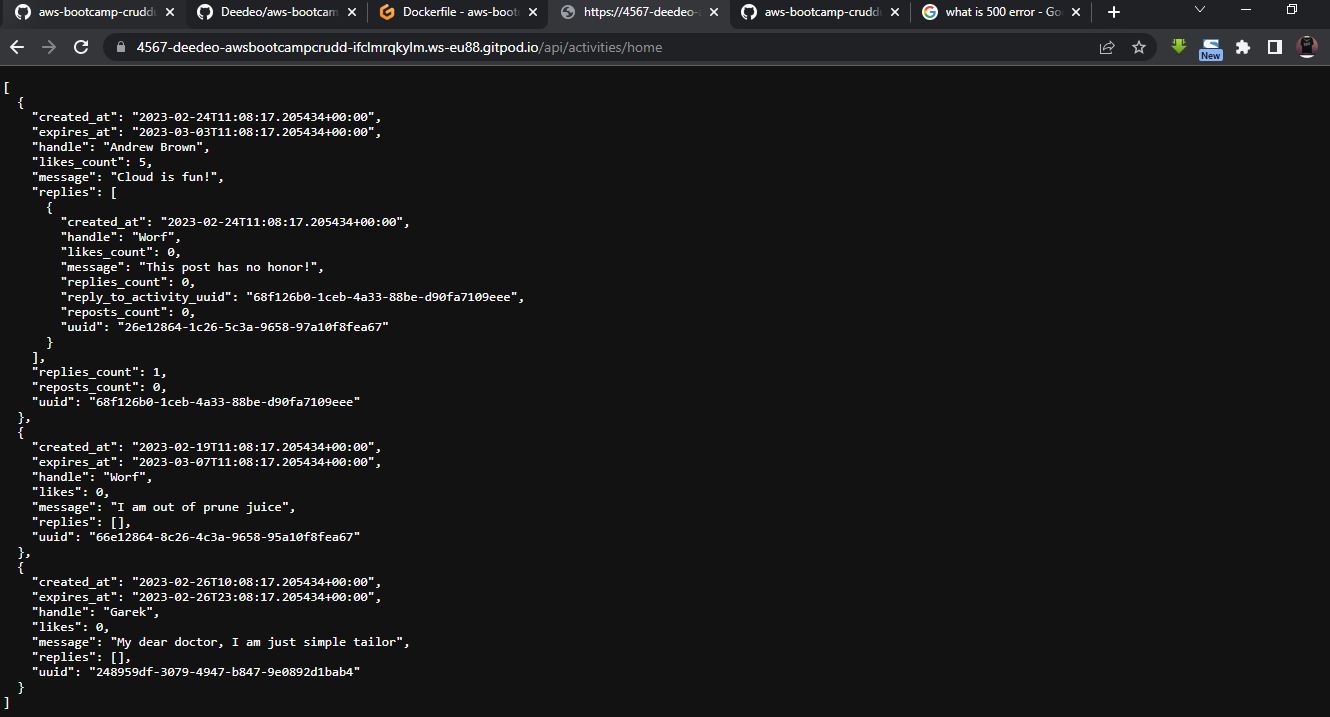 aws-bootcamp-crudd
Deedeo/aws-bootcam
Dockerfile - aws-boot
https://4567-deedeo-a
aws-bootcamp-crudd
what is 500 error - Go
4567-deedeo-awsbootcampcrudd-ifclmrqkylm.ws-eu88.gitpod.io/api/activities/home
New
[
  {
    "created_at": "2023-02-24T11:08:17.205434+00:00",
    "expires_at": "2023-03-03T11:08:17.205434+00:00",
    "handle": "Andrew Brown",
    "likes_count": 5,
    "message": "Cloud is fun!",
    "replies": [
      {
        "created_at": "2023-02-24T11:08:17.205434+00:00",
        "handle": "Worf",
        "likes_count": 0,
        "message": "This post has no honor!",
        "replies_count": 0,
        "reply_to_activity_uuid": "68f126b0-1ceb-4a33-88be-d90fa7109eee",
        "reposts_count": 0,
        "uuid": "26e12864-1c26-5c3a-9658-97a10f8fea67"
      }
    ],
    "replies_count": 1,
    "reposts_count": 0,
    "uuid": "68f126b0-1ceb-4a33-88be-d90fa7109eee"
  },
  {
    "created_at": "2023-02-19T11:08:17.205434+00:00",
    "expires_at": "2023-03-07T11:08:17.205434+00:00",
    "handle": "Worf",
    "likes": 0,
    "message": "I am out of prune juice",
    "replies": [],
    "uuid": "66e12864-8c26-4c3a-9658-95a10f8fea67"
  },
  {
    "created_at": "2023-02-26T10:08:17.205434+00:00",
    "expires_at": "2023-02-26T23:08:17.205434+00:00",
    "handle": "Garek",
    "likes": 0,
    "message": "My dear doctor, I am just simple tailor",
    "replies": [],
    "uuid": "248959df-3079-4947-b847-9e0892d1bab4"
  }
]